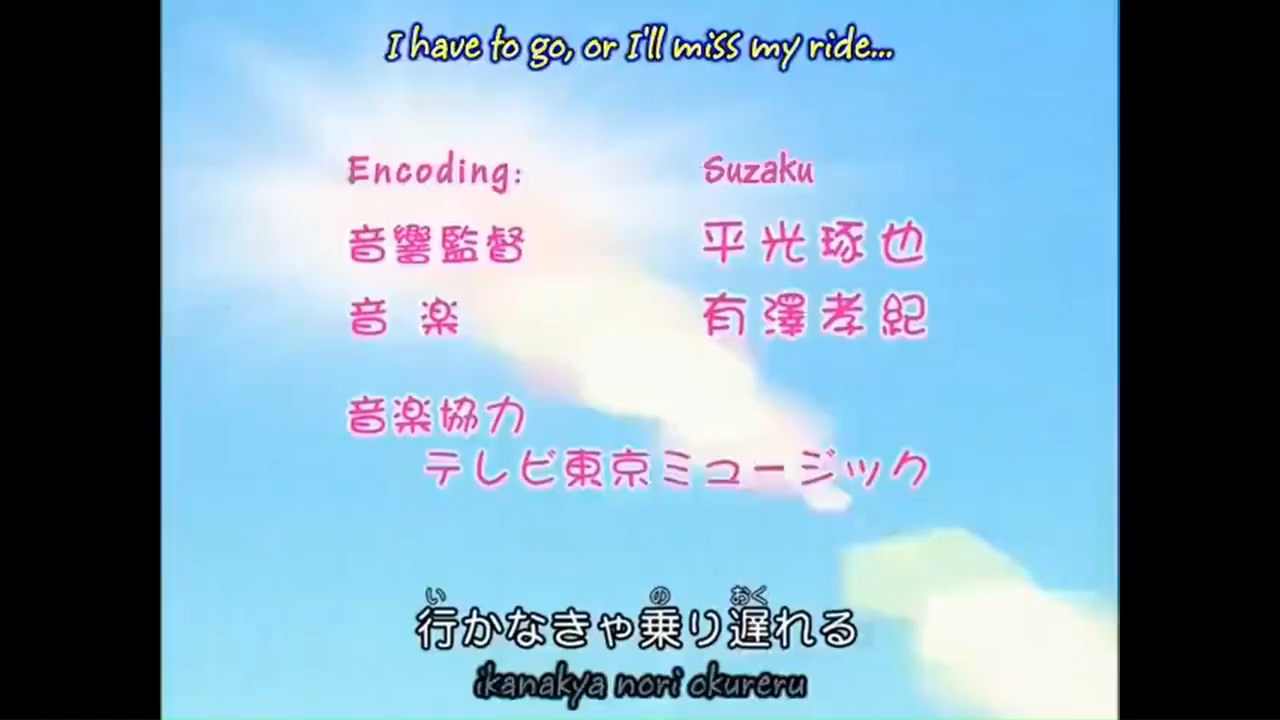 I have to go, or I'll miss my ride...
Encoding: Suzaku
音響監督 平光琢也
音楽 有澤孝紀
音楽協力
テレビ東京ミュージック
い の おく
行かなきゃ乗り遅れる
ikanakya nori okureru